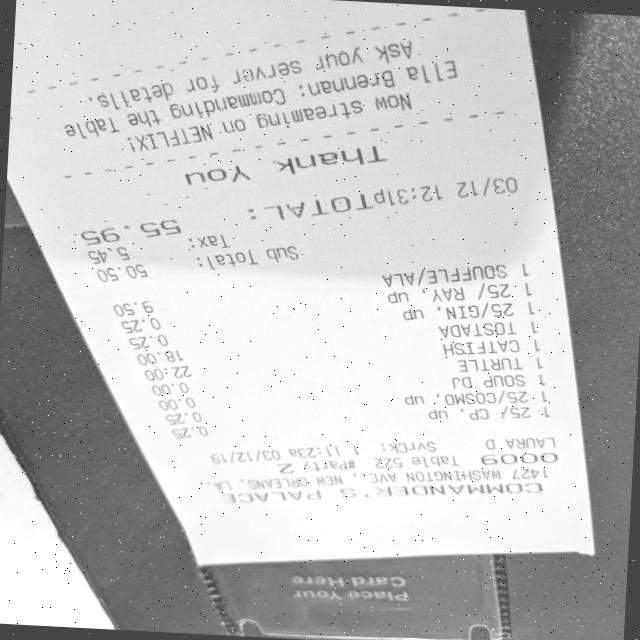 COMMANDER'S PALACE
1427 WASHINGTON AVE., NEW ORLEANS, LA.
0009 Table 522 #Party 2
LAURA D SvrCk: 1 11:23a 03/12/19
1 25/ CP, up 0.25
1 25/COSMO, up 0.25
1 SOUP DJ 0.00
1 TURTLE 0.00
1 CATFISH 22.00
1 TOSTADA 18.00
1 25/GIN, up 0.25
1 25/ RAY, up 0.25
1 SOUFFLE/ALA 9.50
Sub Total: 50.50
Tax: 5.45
03/12 12:31p TOTAL: 55.95
Thank You
Now streaming on NETFLIX!
Ella Brennan: Commanding the Table
Ask your server for details.
Place Your
Card Here